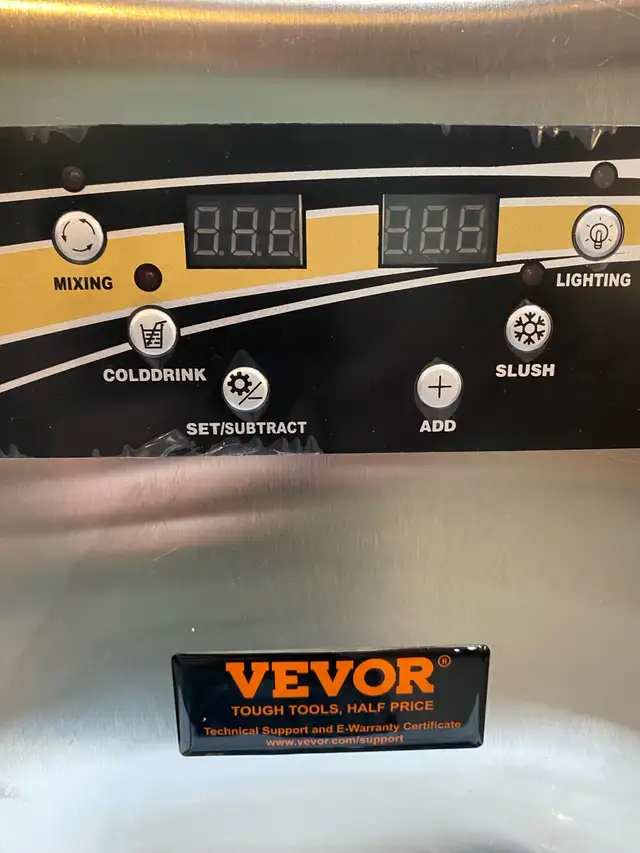 MIXING
LIGHTING
COLDDRINK
SLUSH
SET/SUBTRACT
ADD
VEVOR®
TOUGH TOOLS, HALF PRICE
Technical Support and E-Warranty Certificate
www.vevor.com/support